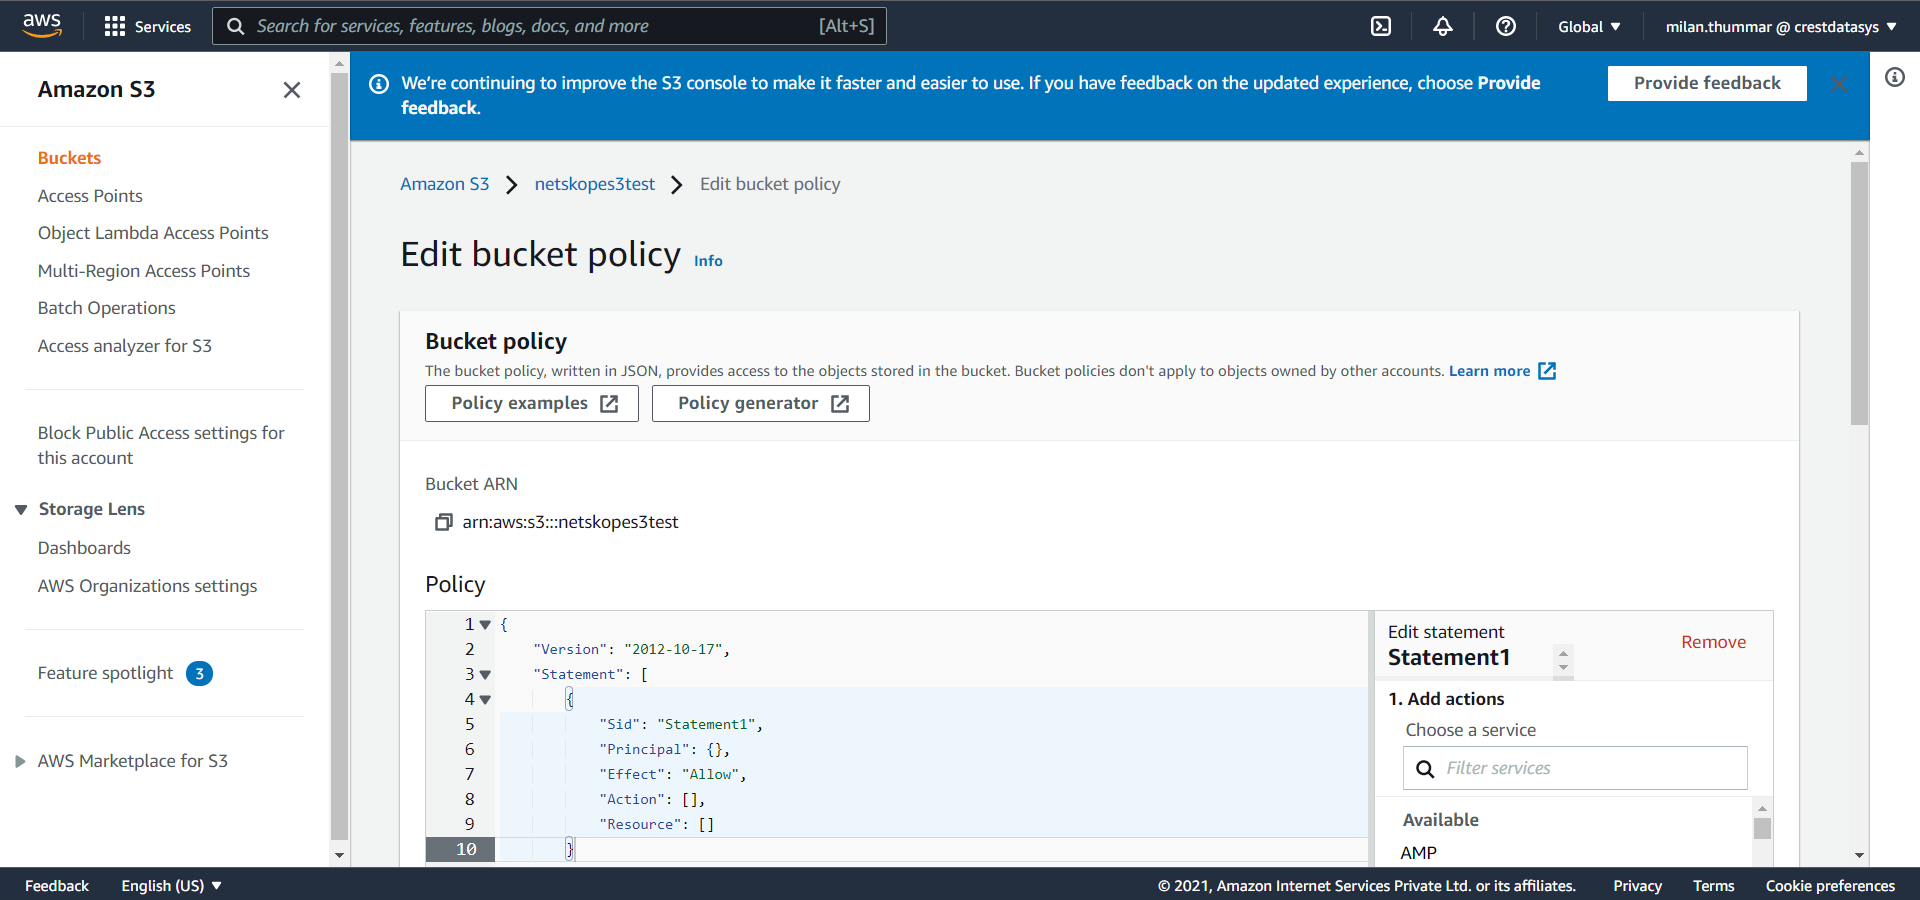 aws
Services
Search for services, features, blogs, docs, and more
[Alt+S]
Global
milan.thummar @ crestdatasys
Amazon S3
Buckets
Access Points
Object Lambda Access Points
Multi-Region Access Points
Batch Operations
Access analyzer for S3
Block Public Access settings for
this account
Storage Lens
Dashboards
AWS Organizations settings
Feature spotlight 3
AWS Marketplace for S3
We're continuing to improve the S3 console to make it faster and easier to use. If you have feedback on the updated experience, choose Provide
feedback.
Provide feedback
Amazon S3
netskopes3test
Edit bucket policy
Edit bucket policy
Info
Bucket policy
The bucket policy, written in JSON, provides access to the objects stored in the bucket. Bucket policies don't apply to objects owned by other accounts. Learn more
Policy examples
Policy generator
Bucket ARN
arn:aws:s3:::netskopes3test
Policy
1 {
2 "Version": "2012-10-17",
3 "Statement": [
4 {
5 "Sid": "Statement1",
6 "Principal": {},
7 "Effect": "Allow",
8 "Action": [],
9 "Resource": []
10 }
Edit statement
Statement1
Remove
1. Add actions
Choose a service
Filter services
Available
AMP
Feedback
English (US)
© 2021, Amazon Internet Services Private Ltd. or its affiliates.
Privacy
Terms
Cookie preferences